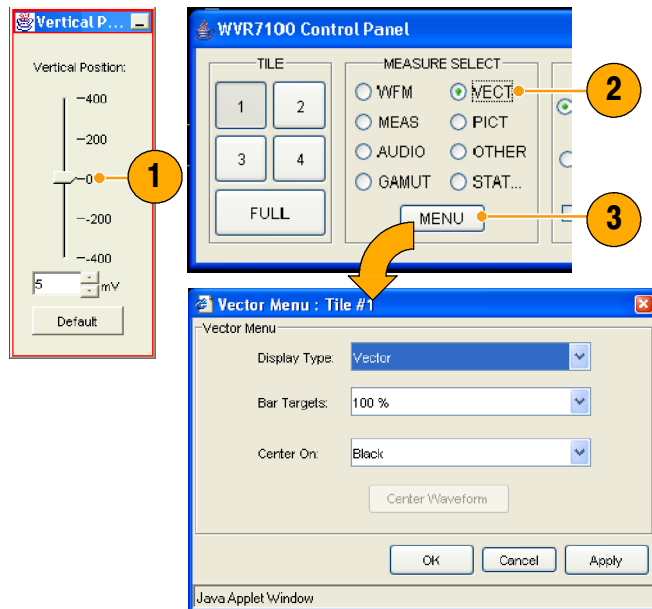 Vertical P...
Vertical Position:
400
200
0
-200
-400
5
mV
Default
1
WVR7100 Control Panel
TILE
1
2
3
4
FULL
MEASURE SELECT
WFM
VECT
MEAS
PICT
AUDIO
OTHER
GAMUT
STAT...
MENU
2
3
Vector Menu : Tile #1
Vector Menu
Display Type:
Vector
Bar Targets:
100 %
Center On:
Black
Center Waveform
OK
Cancel
Apply
Java Applet Window